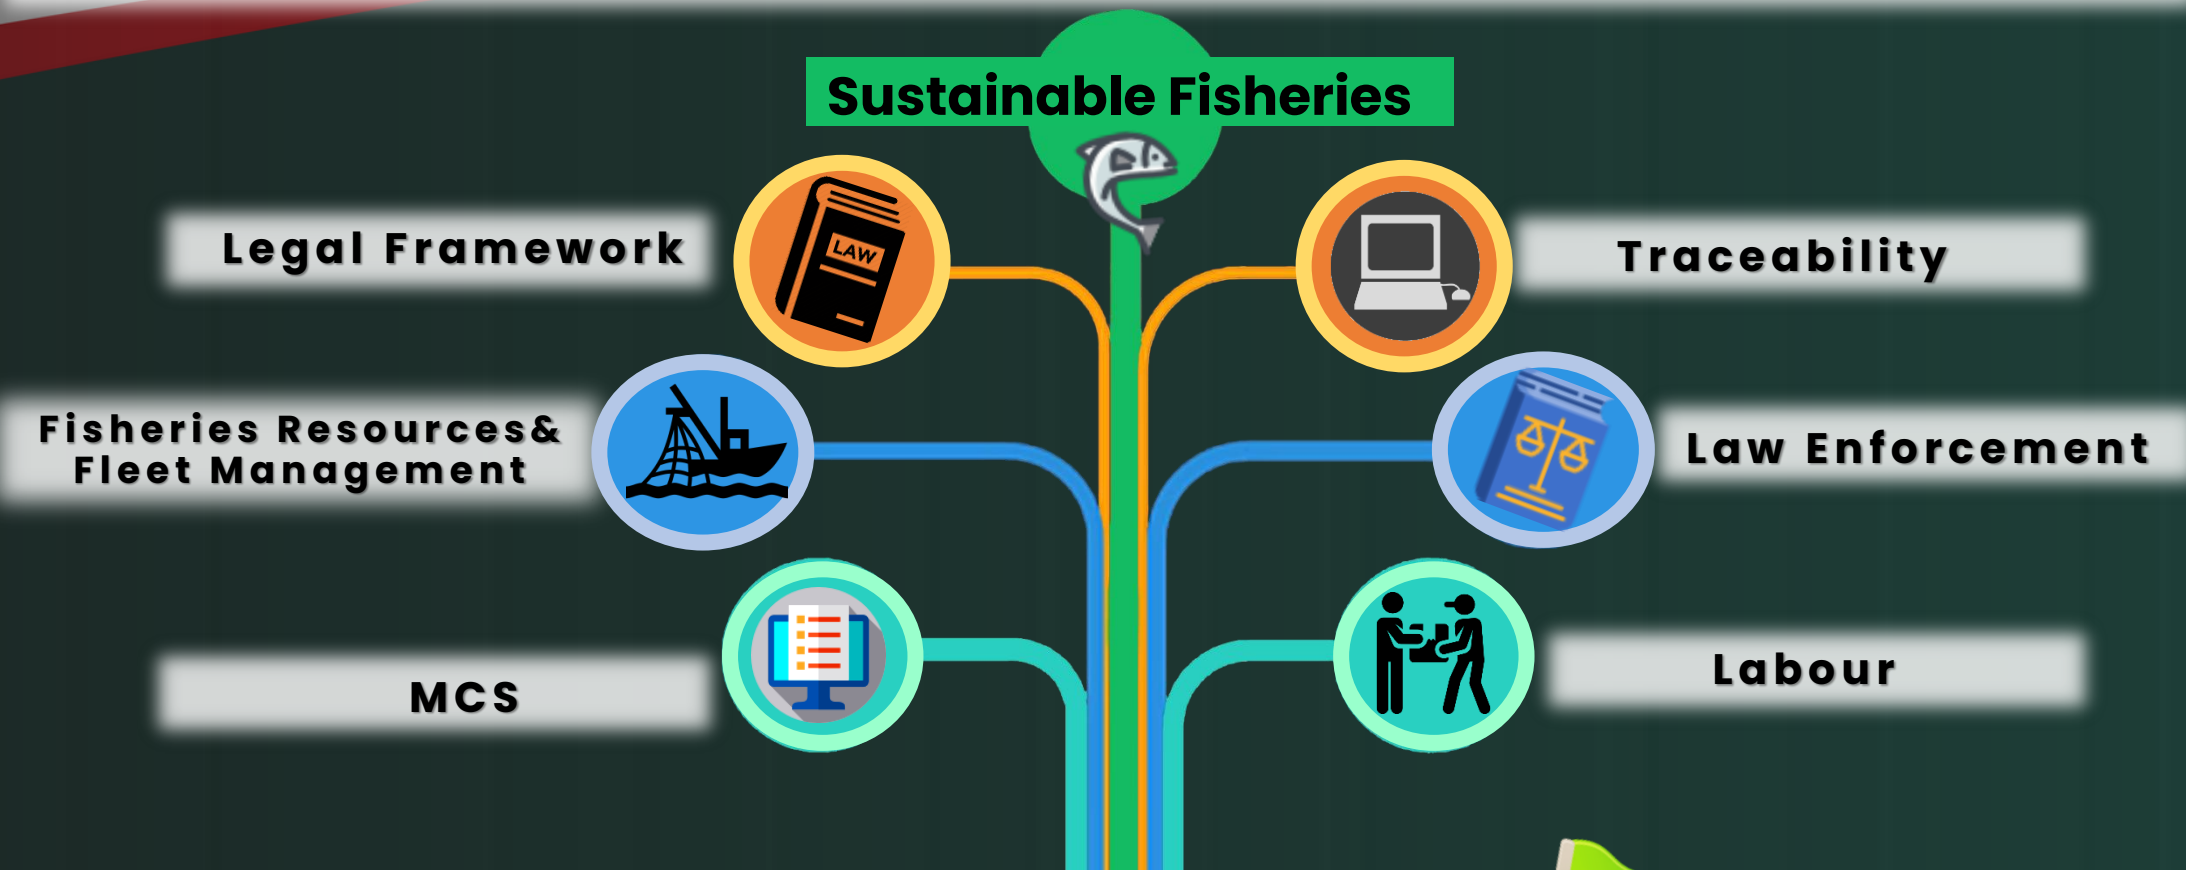 Sustainable Fisheries
Legal Framework
LAW
Traceability
Fisheries Resources&
Fleet Management
Law Enforcement
MCS
Labour